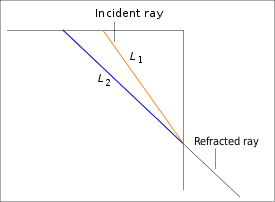 Incident ray
L1
L2
Refracted ray